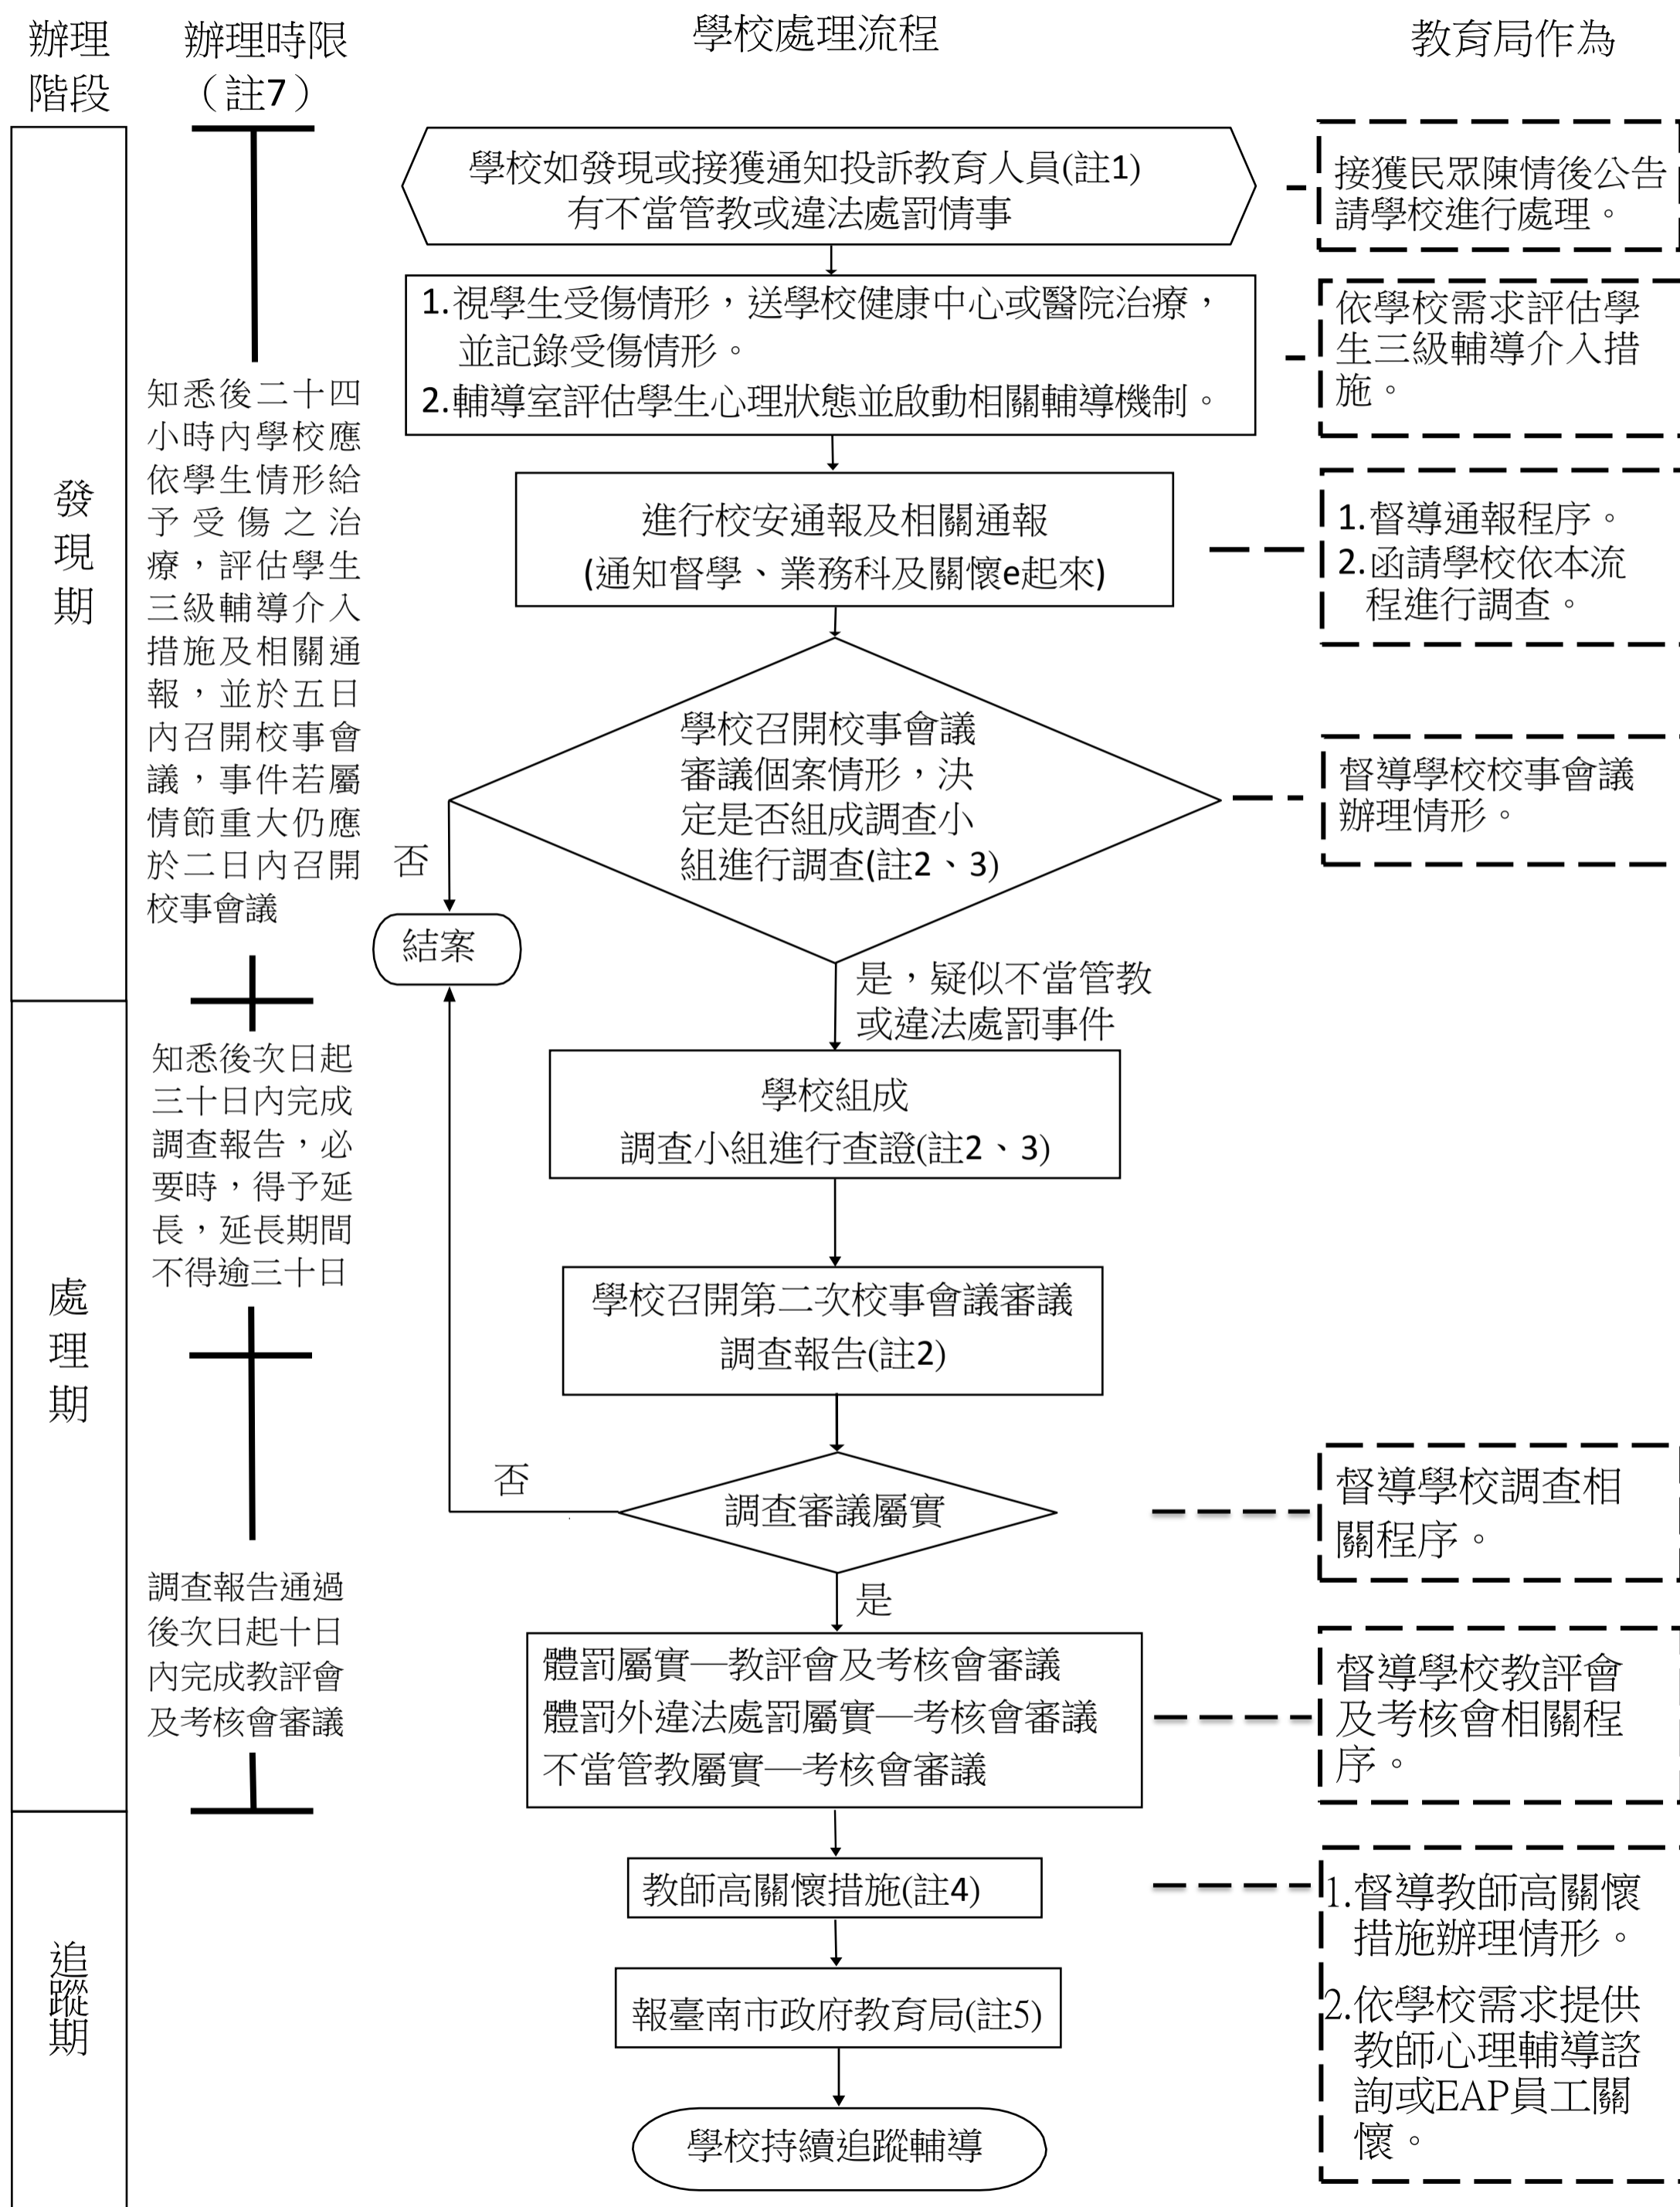 辦理
階段
辦理時限
（註7）
學校處理流程
教育局作為
發
現
期
處
理
期
追
蹤
期
知悉後二十四
小時內學校應
依學生情形給
予受傷之治
療，評估學生
三級輔導介入
措施及相關通
報，並於五日
內召開校事會
議，事件若屬
情節重大仍應
於二日內召開
校事會議
知悉後次日起
三十日內完成
調查報告，必
要時，得予延
長，延長期間
不得逾三十日
調查報告通過
後次日起十日
內完成教評會
及考核會審議
學校如發現或接獲通知投訴教育人員(註1)
有不當管教或違法處罰情事
1.視學生受傷情形，送學校健康中心或醫院治療，
並記錄受傷情形。
2.輔導室評估學生心理狀態並啟動相關輔導機制。
進行校安通報及相關通報
(通知督學、業務科及關懷e起來)
學校召開校事會議
審議個案情形，決
定是否組成調查小
組進行調查(註2、3)
否
結案
是，疑似不當管教
或違法處罰事件
學校組成
調查小組進行查證(註2、3)
學校召開第二次校事會議審議
調查報告(註2)
否
調查審議屬實
是
體罰屬實—教評會及考核會審議
體罰外違法處罰屬實—考核會審議
不當管教屬實—考核會審議
教師高關懷措施(註4)
報臺南市政府教育局(註5)
學校持續追蹤輔導
接獲民眾陳情後公告
請學校進行處理。
依學校需求評估學
生三級輔導介入措
施。
1.督導通報程序。
2.函請學校依本流
程進行調查。
督導學校校事會議
辦理情形。
督導學校調查相
關程序。
督導學校教評會
及考核會相關程
序。
1.督導教師高關懷
措施辦理情形。
2.依學校需求提供
教師心理輔導諮
詢或EAP員工關
懷。